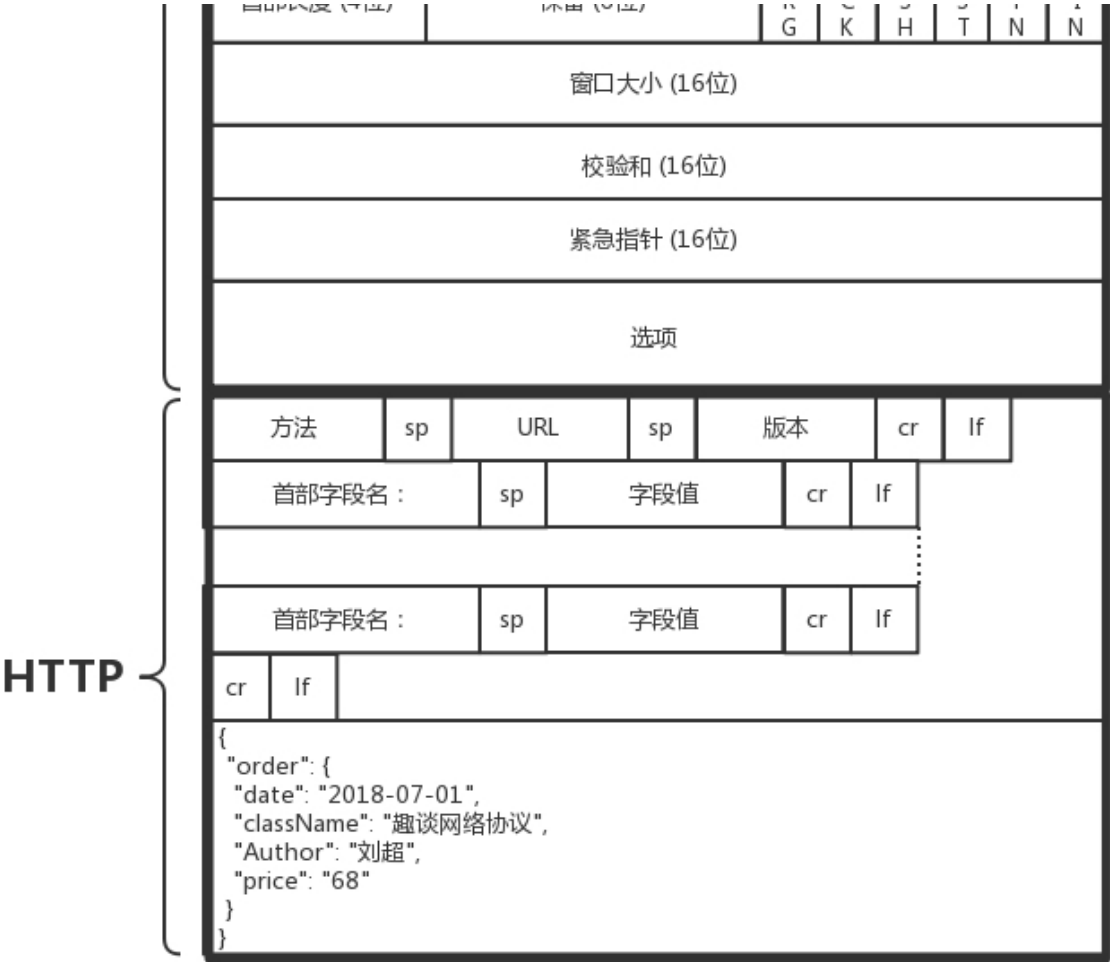 G K H T N N
窗口大小 (16位)
校验和 (16位)
紧急指针 (16位)
选项
方法 sp URL sp 版本 cr lf
首部字段名： sp 字段值 cr lf
首部字段名： sp 字段值 cr lf
HTTP
cr lf
{
"order": {
"date": "2018-07-01",
"className": "趣谈网络协议",
"Author": "刘超",
"price": "68"
}
}